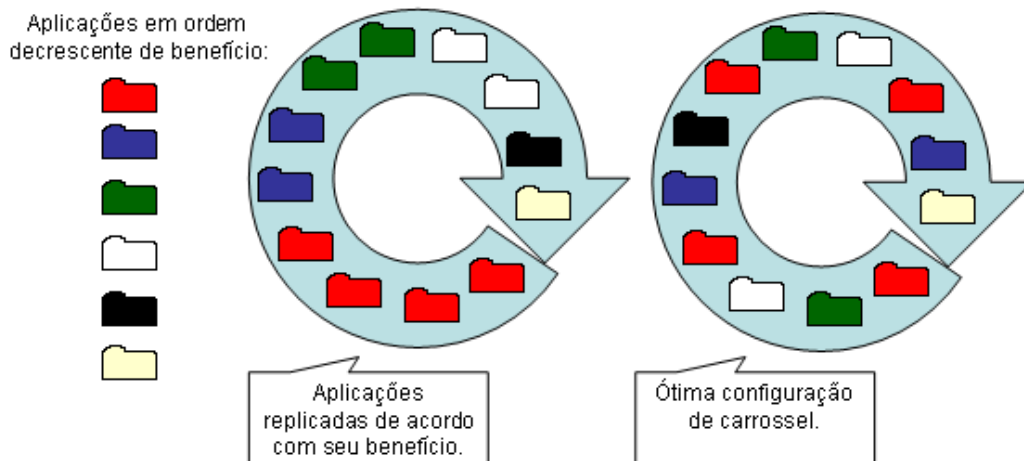 Aplicações em ordem
decrescente de benefício:
Aplicações
replicadas de acordo
com seu benefício.
Ótima configuração
de carrossel.